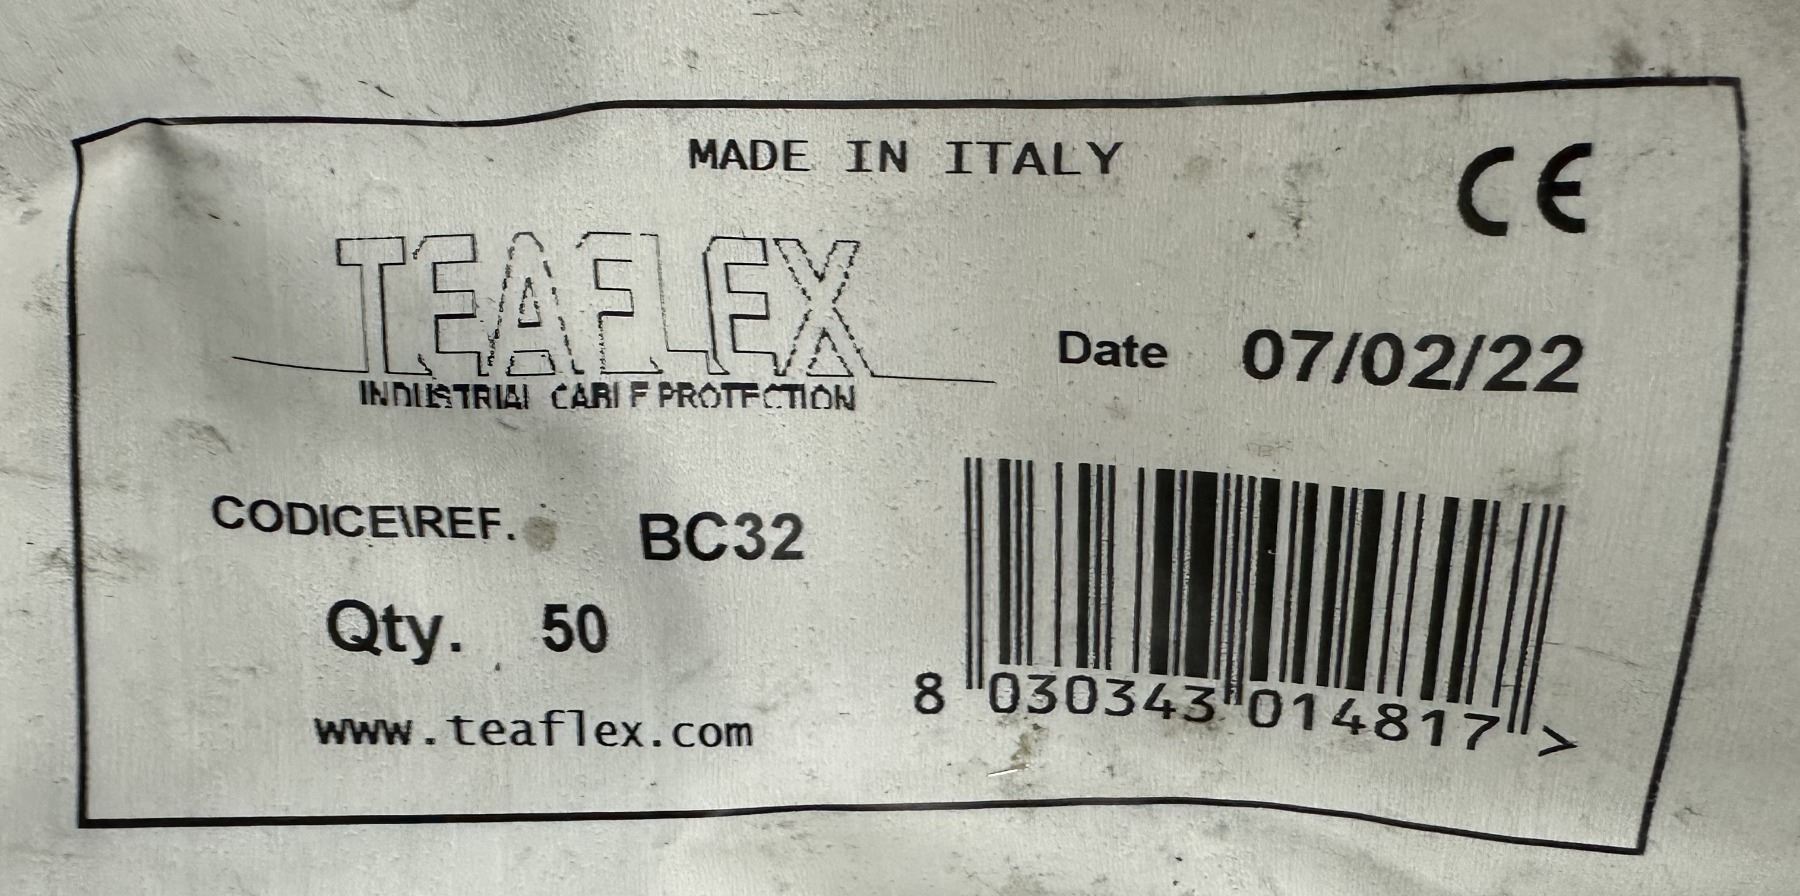 MADE IN ITALY
CE
TEAFLEX
INDUSTRIAL CABLE PROTECTION
Date 07/02/22
CODICE\REF. BC32
Qty. 50
www.teaflex.com
8 030343 014817 >